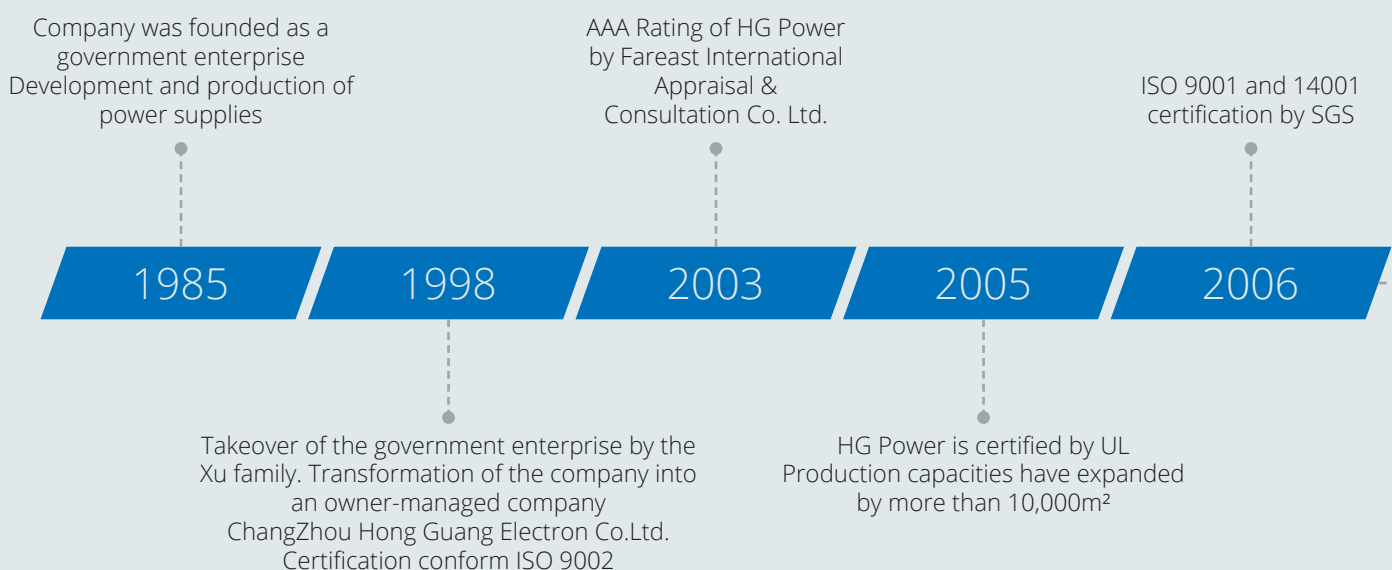 Company was founded as a
government enterprise
Development and production of
power supplies
AAA Rating of HG Power
by Fareast International
Appraisal &
Consultation Co. Ltd.
ISO 9001 and 14001
certification by SGS
1985
1998
2003
2005
2006
Takeover of the government enterprise by the
Xu family. Transformation of the company into
an owner-managed company
ChangZhou Hong Guang Electron Co.Ltd.
Certification conform ISO 9002
HG Power is certified by UL
Production capacities have expanded
by more than 10,000m²